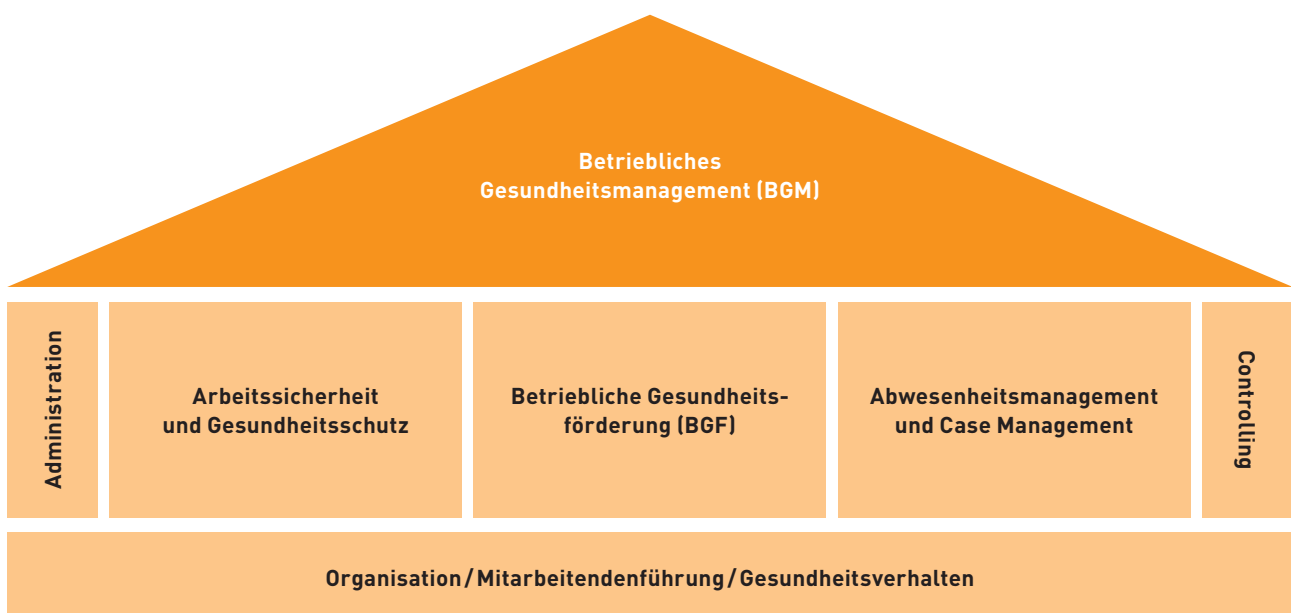 Betriebliches
Gesundheitsmanagement (BGM)
Administration
Arbeitssicherheit
und Gesundheitsschutz
Betriebliche Gesundheits-
förderung (BGF)
Abwesenheitsmanagement
und Case Management
Controlling
Organisation/Mitarbeitendenführung/Gesundheitsverhalten